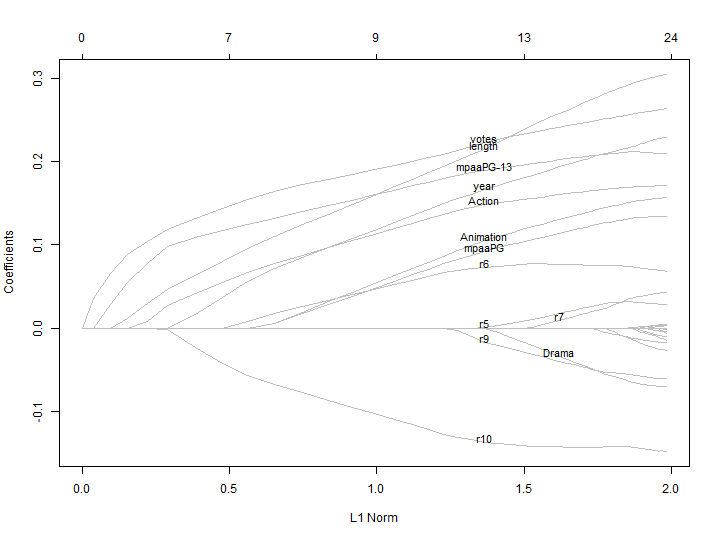 0 7 9 13 24
0.3
0.2
0.1
0.0
-0.1
Coefficients
votes
length
mpaaPG-13
year
Action
Animation
mpaaPG
r6
r7
r5
r9
Drama
r10
0.0 0.5 1.0 1.5 2.0
L1 Norm